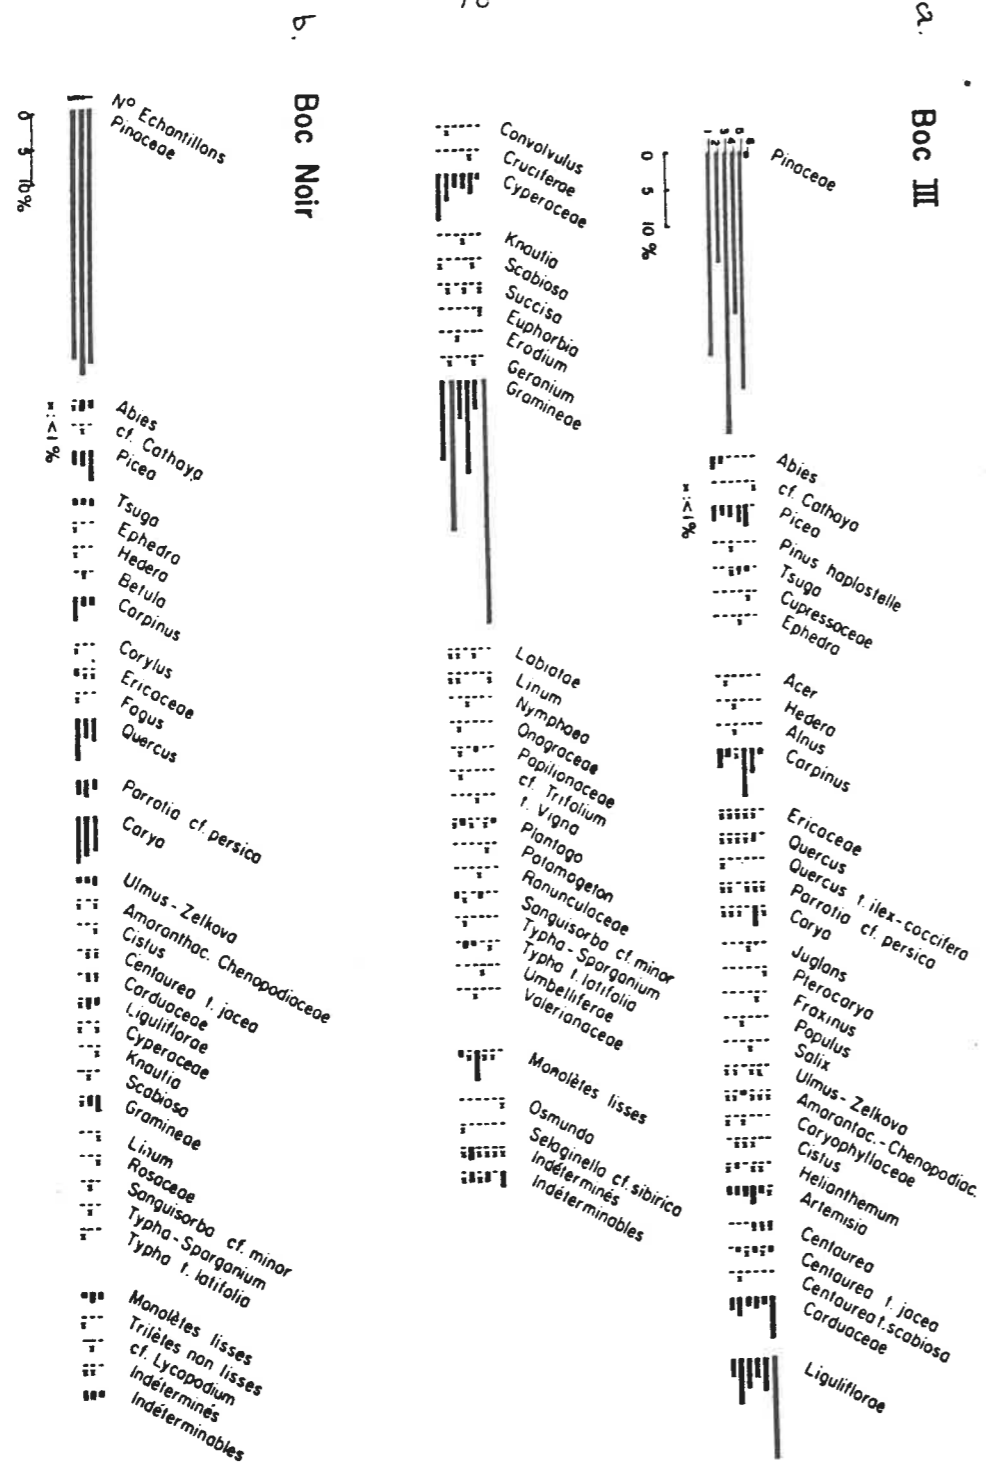 a.
Boc III
1 2 3 4 5 6
0 5 10 %
Pinaceae
Abies
x : <1%
cf. Cathaya
Picea
Pinus haplostelle
Tsuga
Cupressaceae
Ephedra
Acer
Hedera
Alnus
Carpinus
Ericaceae
Quercus
Quercus t. ilex-coccifera
Parrotia cf. persica
Carya
Juglans
Pterocarya
Fraxinus
Populus
Salix
Ulmus-Zelkova
Amarantac.-Chenopodiac.
Caryophyllaceae
Cistus
Helianthemum
Artemisia
Centaurea
Centaurea t. jacea
Centaurea t. scabiosa
Carduaceae
Liguliflorae
Convolvulus
Cruciferae
Cyperaceae
Knautia
Scabiosa
Succisa
Euphorbia
Erodium
Geranium
Gramineae
Labiatae
Linum
Nymphaea
Onagraceae
Papilionaceae
cf. Trifolium
t. Vigna
Plantago
Potamogeton
Ranunculaceae
Sanguisorba cf. minor
Typha-Sparganium
Typha t. latifolia
Umbelliferae
Valerianaceae
Monolètes lisses
Osmunda
Selaginella cf. sibirica
Indéterminés
Indéterminables
b.
Boc Noir
N° Echantillons
Pinaceae
0 5 10%
Abies
x : <1%
cf. Cathaya
Picea
Tsuga
Ephedra
Hedera
Betula
Carpinus
Corylus
Ericaceae
Fagus
Quercus
Parrotia cf. persica
Carya
Ulmus-Zelkova
Amaranthac. Chenopodiaceae
Cistus
Centaurea t. jacea
Carduaceae
Liguliflorae
Cyperaceae
Knautia
Scabiosa
Gramineae
Linum
Rosaceae
Sanguisorba cf. minor
Typha-Sparganium
Typha t. latifolia
Monolètes lisses
Trilètes non lisses
cf. Lycopodium
Indéterminés
Indéterminables